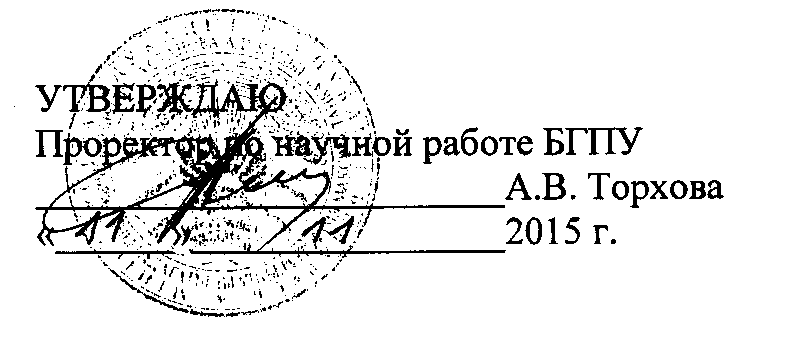 УТВЕРЖДАЮ
Проректор по научной работе БГПУ
А.В. Торхова
« 11 » 11 2015 г.